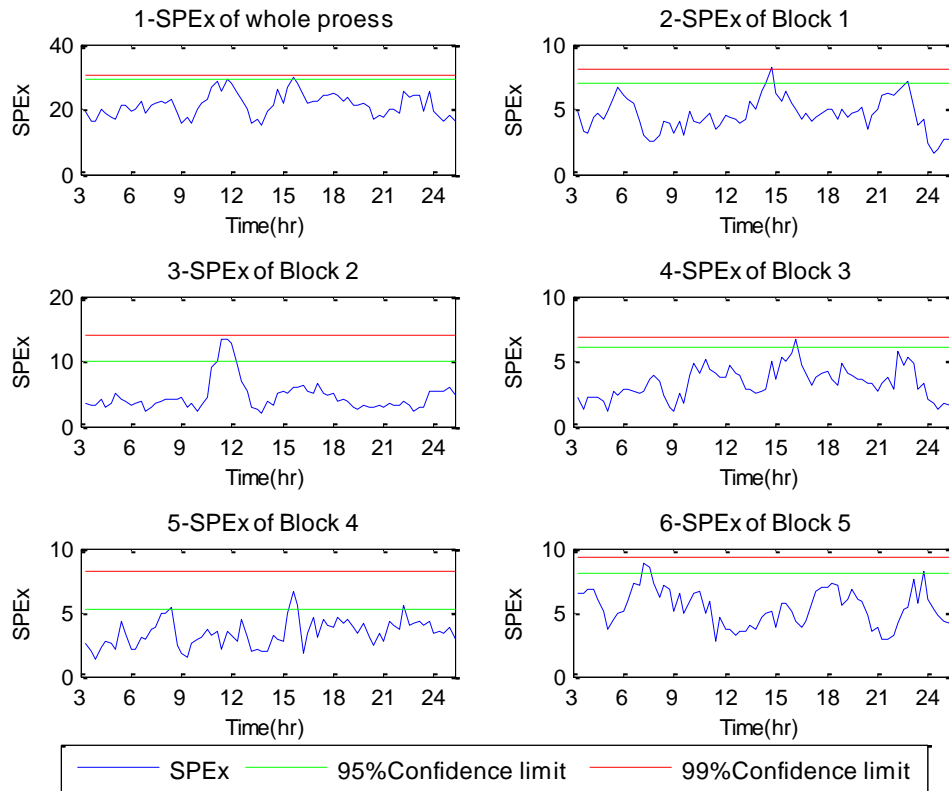 1-SPEx of whole proess
40
20
0
SPEx
3 6 9 12 15 18 21 24
Time(hr)
2-SPEx of Block 1
10
5
0
SPEx
3 6 9 12 15 18 21 24
Time(hr)
3-SPEx of Block 2
20
10
0
SPEx
3 6 9 12 15 18 21 24
Time(hr)
4-SPEx of Block 3
10
5
0
SPEx
3 6 9 12 15 18 21 24
Time(hr)
5-SPEx of Block 4
10
5
0
SPEx
3 6 9 12 15 18 21 24
Time(hr)
6-SPEx of Block 5
10
5
0
SPEx
3 6 9 12 15 18 21 24
Time(hr)
SPEx 95%Confidence limit 99%Confidence limit